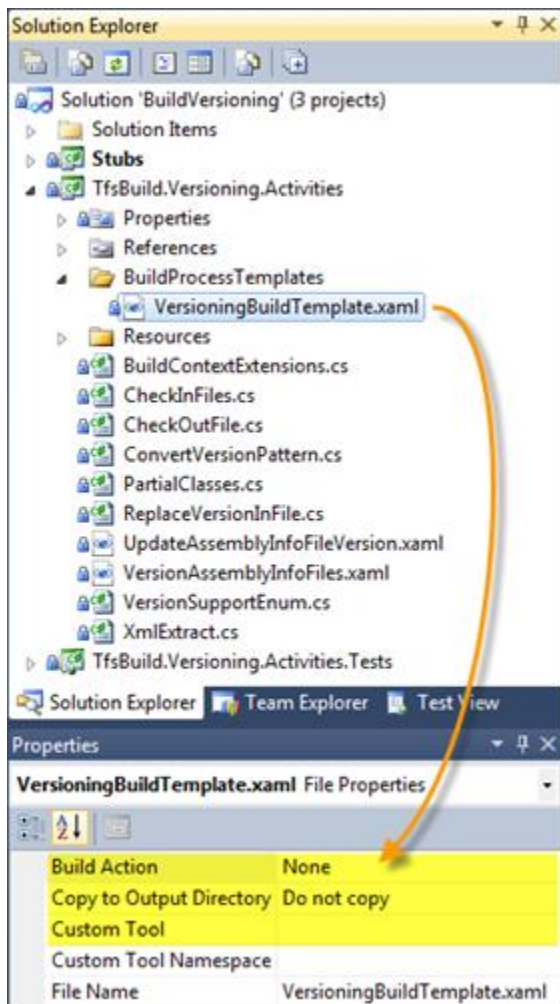 Solution Explorer
Solution 'BuildVersioning' (3 projects)
Solution Items
Stubs
TfsBuild.Versioning.Activities
Properties
References
BuildProcessTemplates
VersioningBuildTemplate.xaml
Resources
BuildContextExtensions.cs
CheckInFiles.cs
CheckOutFile.cs
ConvertVersionPattern.cs
PartialClasses.cs
ReplaceVersionInFile.cs
UpdateAssemblyInfoFileVersion.xaml
VersionAssemblyInfoFiles.xaml
VersionSupportEnum.cs
XmlExtract.cs
TfsBuild.Versioning.Activities.Tests
Solution Explorer Team Explorer Test View
Properties
VersioningBuildTemplate.xaml File Properties
Build Action None
Copy to Output Directory Do not copy
Custom Tool
Custom Tool Namespace
File Name VersioningBuildTemplate.xaml